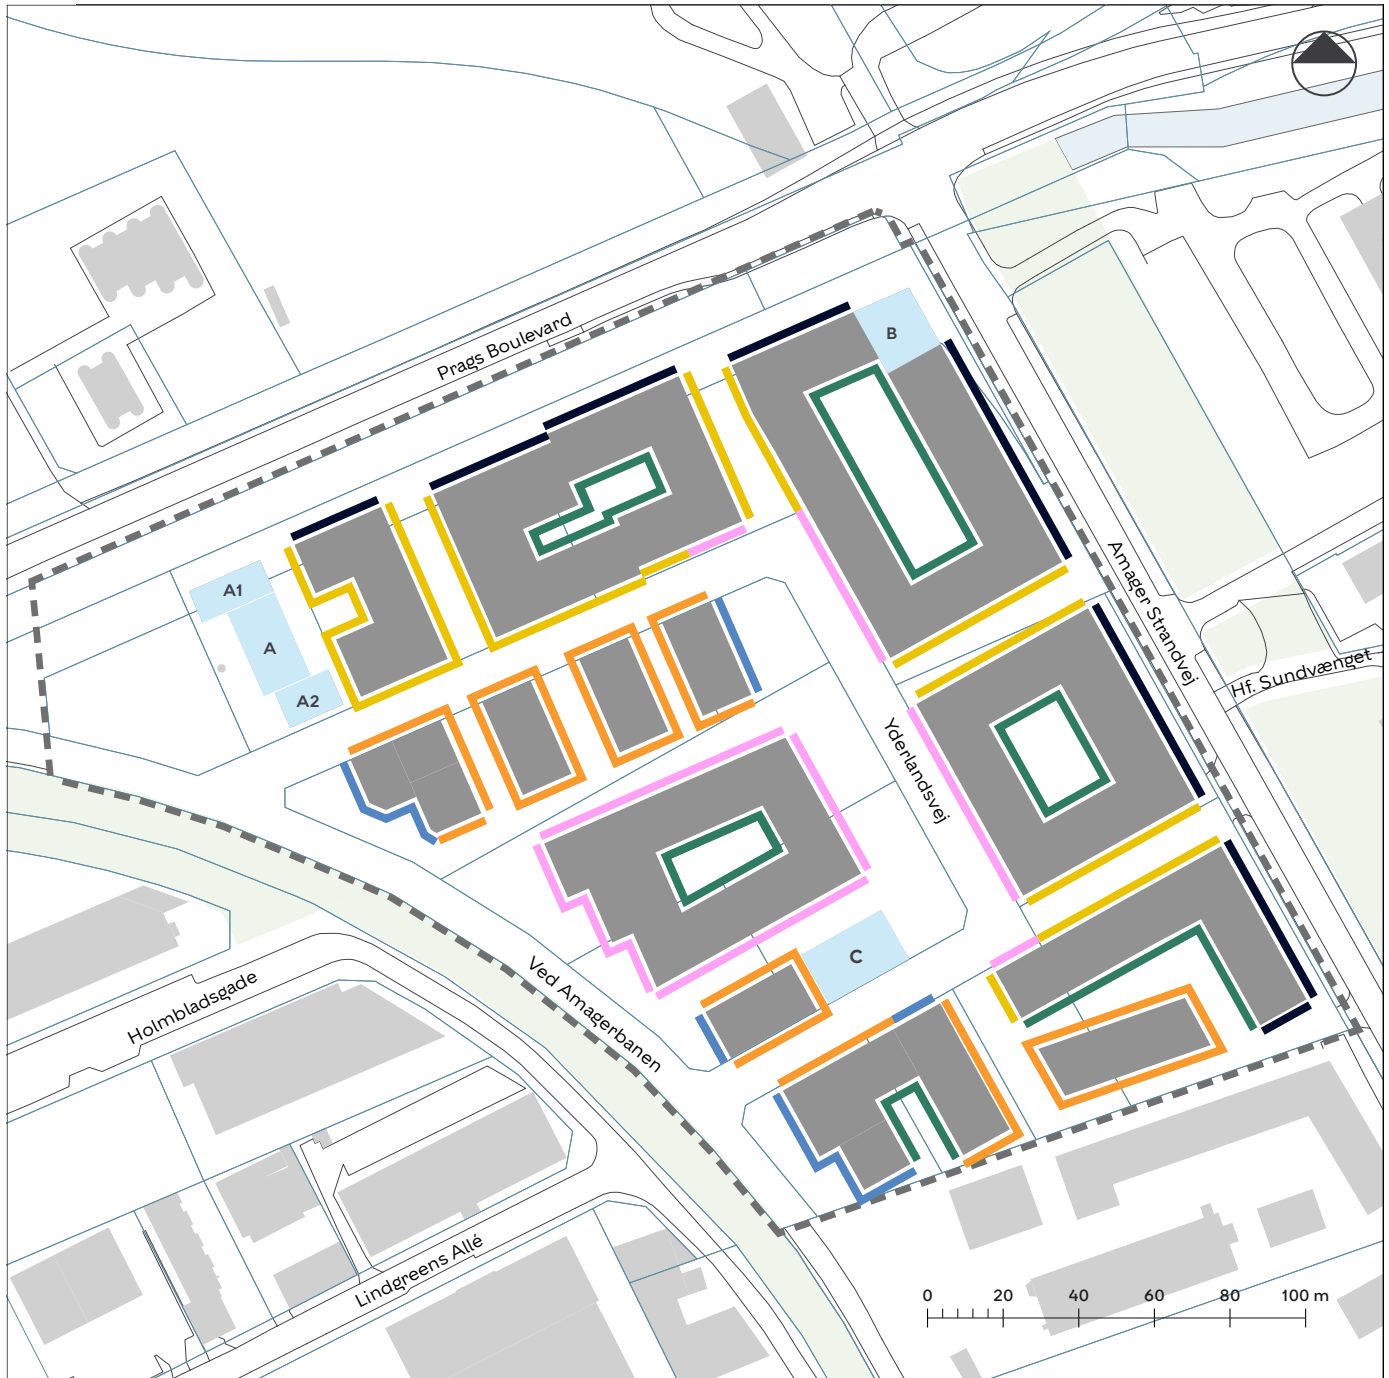 Prags Boulevard
B
A1
A
A2
Amager Strandvej
Hf. Sundvænget
Yderlandsvej
C
Ved Amagerbanen
Holmbladsgade
Lindgreens Allé
0 20 40 60 80 100 m